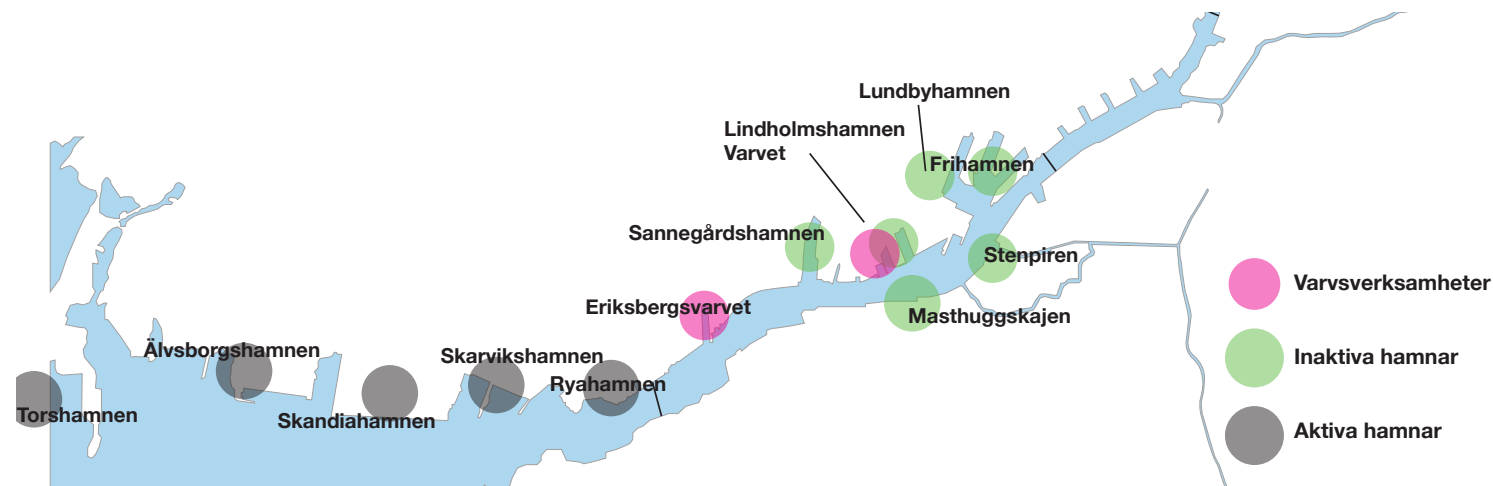 Lundbyhamnen
Lindholmshamnen
Varvet
Frihamnen
Sannegårdshamnen
Stenpiren
Varvsverksamheter
Eriksbergsvarvet
Masthuggskajen
Älvsborgshamnen
Skarvikshamnen
Inaktiva hamnar
Ryahamnen
Torshamnen
Skandiahamnen
Aktiva hamnar